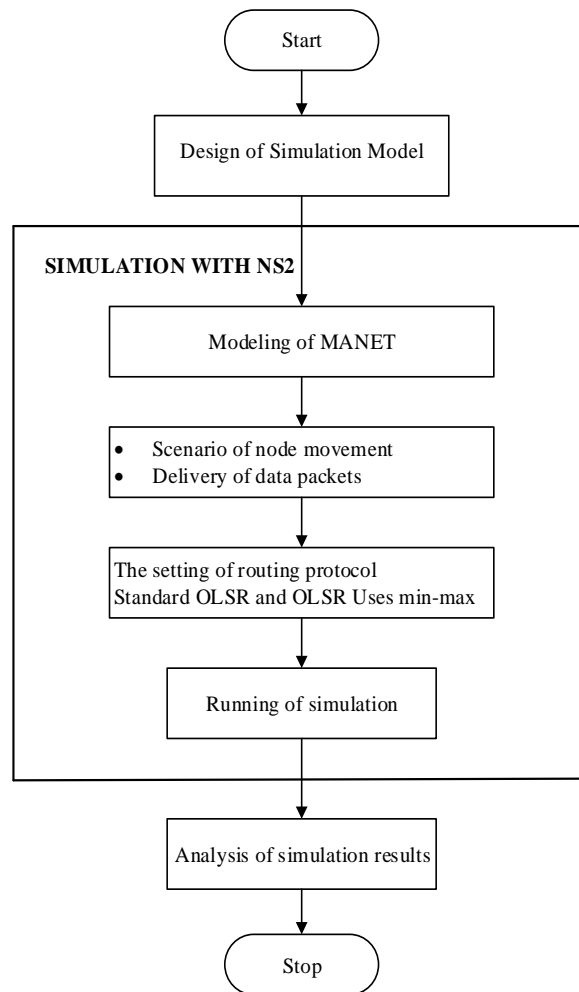 Start
Design of Simulation Model
SIMULATION WITH NS2
Modeling of MANET
• Scenario of node movement
• Delivery of data packets
The setting of routing protocol
Standard OLSR and OLSR Uses min-max
Running of simulation
Analysis of simulation results
Stop